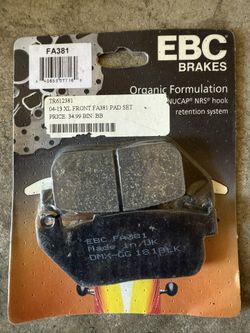 FA381
EBC
BRAKES
Organic Formulation
NUCAP® NRS® hook
retention system
TR612381
04-13 XL FRONT FA381 PAD SET
PRICE: 34.99 BIN: BB
EBC FA381
Made in UK